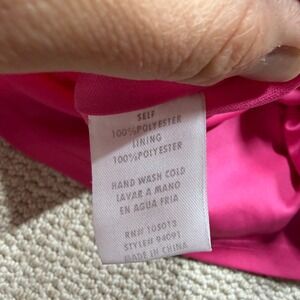 SELF
100%POLYESTER
LINING
100%POLYESTER
HAND WASH COLD
LAVAR A MANO
EN AGUA FRIA
RN# 105013
STYLE# 94091
MADE IN CHINA